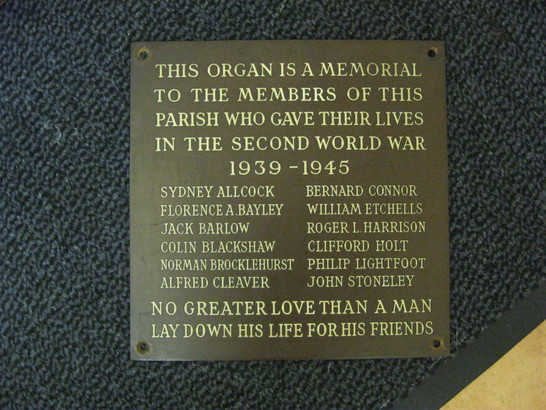 THIS ORGAN IS A MEMORIAL
TO THE MEMBERS OF THIS
PARISH WHO GAVE THEIR LIVES
IN THE SECOND WORLD WAR
1939 - 1945
SYDNEY ALLCOCK
FLORENCE A. BAYLEY
JACK BARLOW
COLIN BLACKSHAW
NORMAN BROCKLEHURST
ALFRED CLEAVER
BERNARD CONNOR
WILLIAM ETCHELLS
ROGER L. HARRISON
CLIFFORD HOLT
PHILIP LIGHTFOOT
JOHN STONELEY
NO GREATER LOVE THAN A MAN
LAY DOWN HIS LIFE FOR HIS FRIENDS